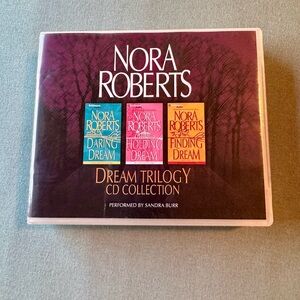 NORA
ROBERTS
NORA
ROBERTS
DARING
DREAM
NORA
ROBERTS
HOLDING
DREAM
NORA
ROBERTS
FINDING
DREAM
DREAM TRILOGY
CD COLLECTION
PERFORMED BY SANDRA BURR